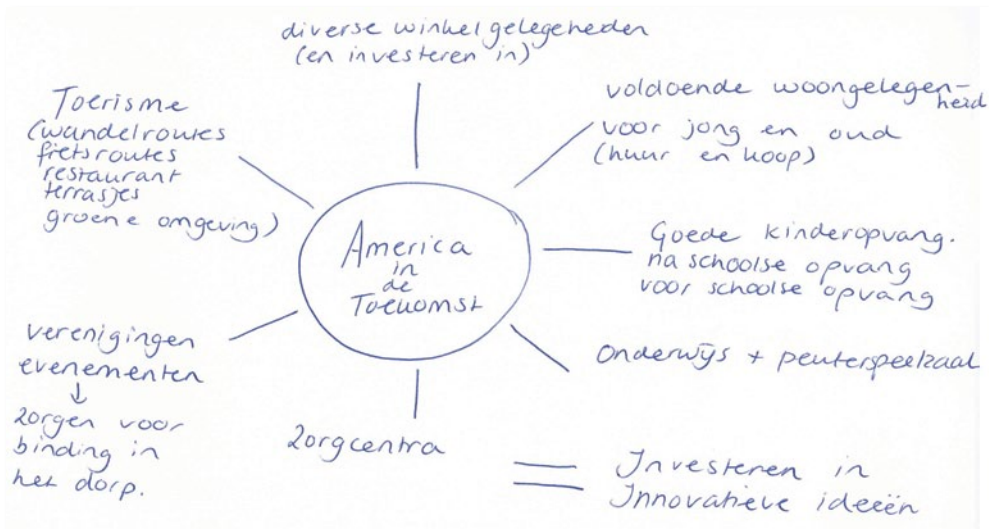 diverse winkelgelegeheden
(en investeren in)
Toerisme
(wandelroutes
fietsroutes
restaurant
terrasjes
groene omgeving)
voldoende woongelegen-
heid
voor jong en oud
(huur en koop)
America
in
de
Toekomst
Goede kinderopvang.
na schoolse opvang
voor schoolse opvang
verenigingen
evenementen
↓
zorgen voor
binding in
het dorp.
Onderwijs + peuterspeelzaal
Zorgcentra
= Investeren in
Innovatieve ideeën